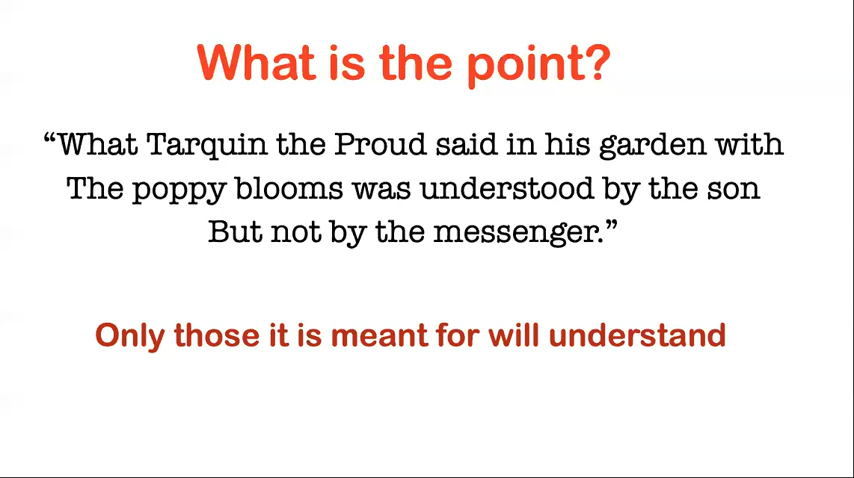 What is the point?
“What Tarquin the Proud said in his garden with
The poppy blooms was understood by the son
But not by the messenger.”
Only those it is meant for will understand